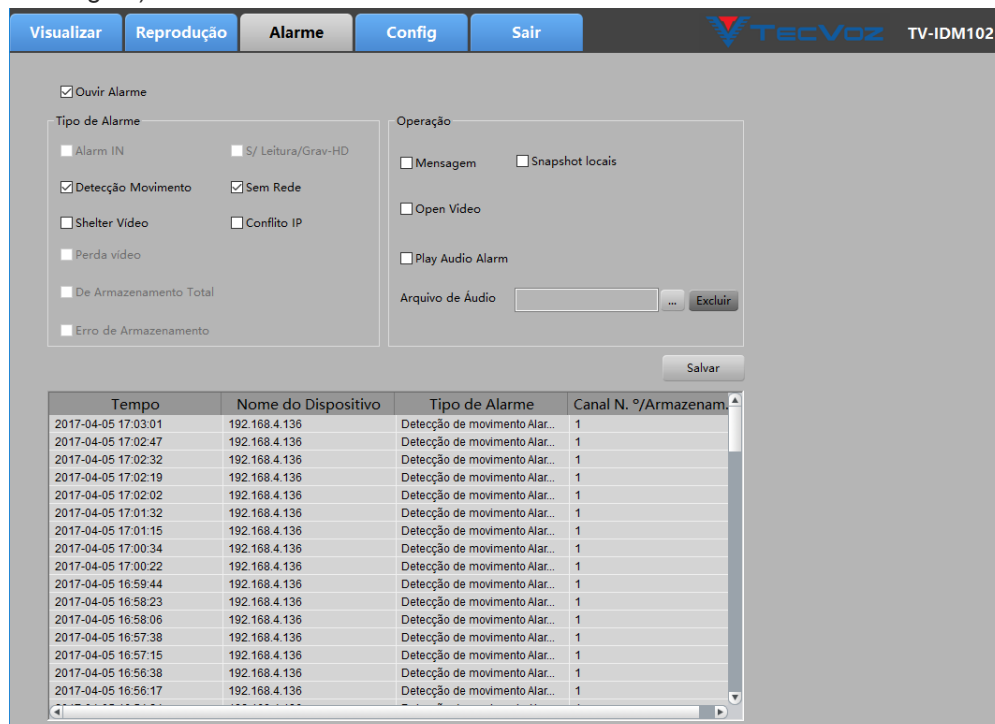 Visualizar Reprodução Alarme Config Sair TecVoz TV-IDM102
Ouvir Alarme
Tipo de Alarme Operação
Alarm IN S/ Leitura/Grav-HD
Mensagem Snapshot locais
Detecção Movimento Sem Rede
Open Video
Shelter Vídeo Conflito IP
Perda vídeo Play Audio Alarm
De Armazenamento Total Arquivo de Áudio ... Excluir
Erro de Armazenamento
Salvar
Tempo Nome do Dispositivo Tipo de Alarme Canal N. º/Armazenam.
2017-04-05 17:03:01 192.168.4.136 Detecção de movimento Alar... 1
2017-04-05 17:02:47 192.168.4.136 Detecção de movimento Alar... 1
2017-04-05 17:02:32 192.168.4.136 Detecção de movimento Alar... 1
2017-04-05 17:02:19 192.168.4.136 Detecção de movimento Alar... 1
2017-04-05 17:02:02 192.168.4.136 Detecção de movimento Alar... 1
2017-04-05 17:01:32 192.168.4.136 Detecção de movimento Alar... 1
2017-04-05 17:01:15 192.168.4.136 Detecção de movimento Alar... 1
2017-04-05 17:00:34 192.168.4.136 Detecção de movimento Alar... 1
2017-04-05 17:00:22 192.168.4.136 Detecção de movimento Alar... 1
2017-04-05 16:59:44 192.168.4.136 Detecção de movimento Alar... 1
2017-04-05 16:58:23 192.168.4.136 Detecção de movimento Alar... 1
2017-04-05 16:58:06 192.168.4.136 Detecção de movimento Alar... 1
2017-04-05 16:57:38 192.168.4.136 Detecção de movimento Alar... 1
2017-04-05 16:57:15 192.168.4.136 Detecção de movimento Alar... 1
2017-04-05 16:56:38 192.168.4.136 Detecção de movimento Alar... 1
2017-04-05 16:56:17 192.168.4.136 Detecção de movimento Alar... 1